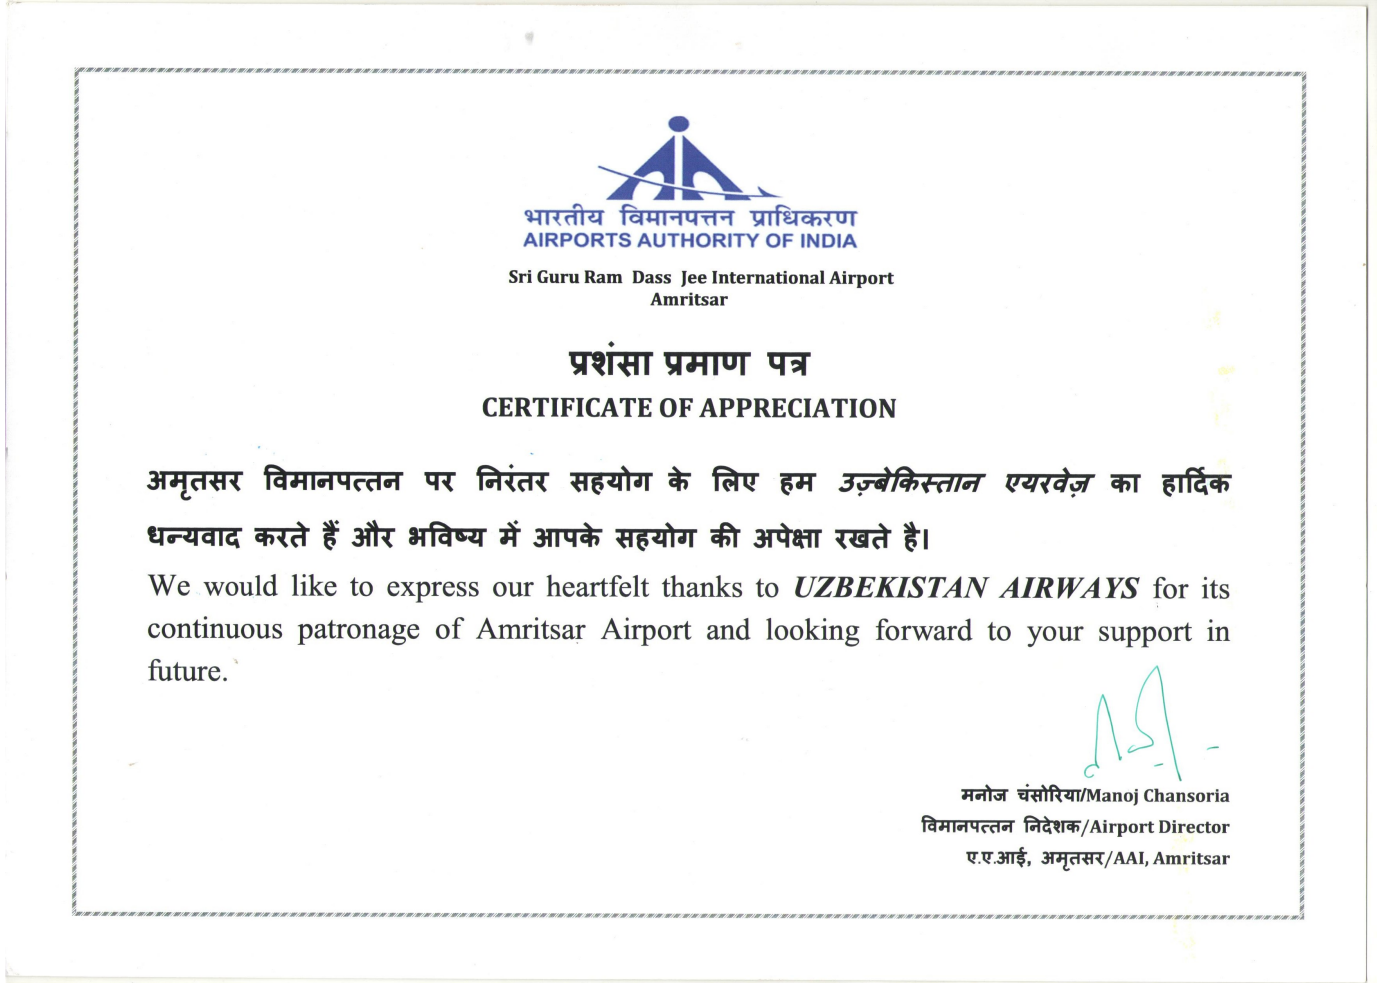 भारतीय विमानपत्तन प्राधिकरण
AIRPORTS AUTHORITY OF INDIA
Sri Guru Ram Dass Jee International Airport
Amritsar
प्रशंसा प्रमाण पत्र
CERTIFICATE OF APPRECIATION
अमृतसर विमानपत्तन पर निरंतर सहयोग के लिए हम उज़्बेकिस्तान एयरवेज़ का हार्दिक
धन्यवाद करते हैं और भविष्य में आपके सहयोग की अपेक्षा रखते है।
We would like to express our heartfelt thanks to UZBEKISTAN AIRWAYS for its
continuous patronage of Amritsar Airport and looking forward to your support in
future.
मनोज चंसोरिया/Manoj Chansoria
विमानपत्तन निदेशक/Airport Director
ए.ए.आई, अमृतसर/AAI, Amritsar